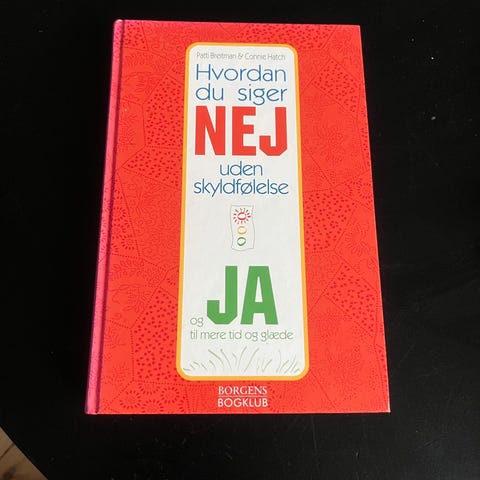 Patti Breitman & Connie Hatch
Hvordan
du siger
NEJ
uden
skyldfølelse
JA
og
til mere tid og glæde
BORGENS
BOGKLUB